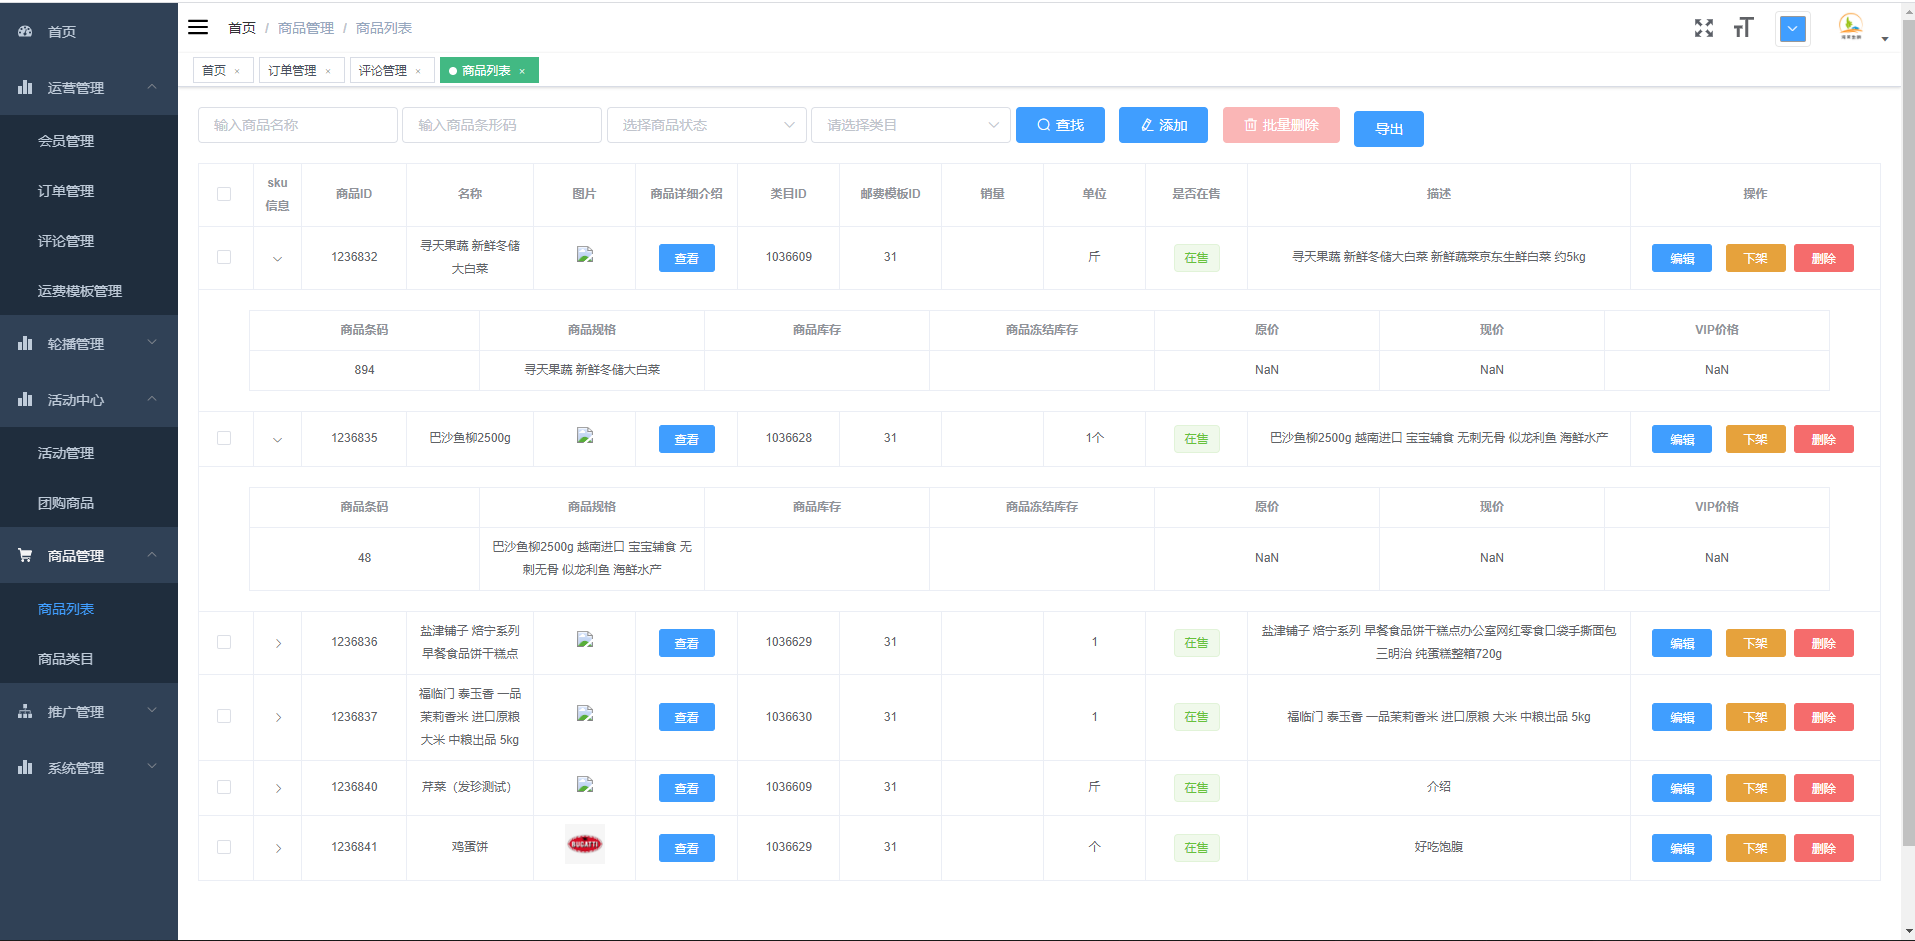 首页
运营管理
会员管理
订单管理
评论管理
运费模板管理
轮播管理
活动中心
活动管理
团购商品
商品管理
商品列表
商品类目
推广管理
系统管理
首页 / 商品管理 / 商品列表
首页 × 订单管理 × 评论管理 × 商品列表 ×
输入商品名称 输入商品条形码 选择商品状态 请选择类目 查找 添加 批量删除 导出
sku
信息
商品ID 名称 图片 商品详细介绍 类目ID 邮费模板ID 销量 单位 是否在售 描述 操作
1236832
寻天果蔬 新鲜冬储
大白菜
查看 1036609 31 斤 在售 寻天果蔬 新鲜冬储大白菜 新鲜蔬菜京东生鲜白菜 约5kg 编辑 下架 删除
商品条码 商品规格 商品库存 商品冻结库存 原价 现价 VIP价格
894 寻天果蔬 新鲜冬储大白菜 NaN NaN NaN
1236835 巴沙鱼柳2500g 查看 1036628 31 1个 在售 巴沙鱼柳2500g 越南进口 宝宝辅食 无刺无骨 似龙利鱼 海鲜水产 编辑 下架 删除
商品条码 商品规格 商品库存 商品冻结库存 原价 现价 VIP价格
48
巴沙鱼柳2500g 越南进口 宝宝辅食 无
刺无骨 似龙利鱼 海鲜水产
NaN NaN NaN
1236836
盐津铺子 焙宁系列
早餐食品饼干糕点
查看 1036629 31 1 在售
盐津铺子 焙宁系列 早餐食品饼干糕点办公室网红零食口袋手撕面包
三明治 纯蛋糕整箱720g
编辑 下架 删除
1236837
福临门 泰玉香 一品
茉莉香米 进口原粮
大米 中粮出品 5kg
查看 1036630 31 1 在售 福临门 泰玉香 一品茉莉香米 进口原粮 大米 中粮出品 5kg 编辑 下架 删除
1236840 芹菜（发珍测试） 查看 1036609 31 斤 在售 介绍 编辑 下架 删除
1236841 鸡蛋饼 BUGATTI 查看 1036629 31 个 在售 好吃饱腹 编辑 下架 删除